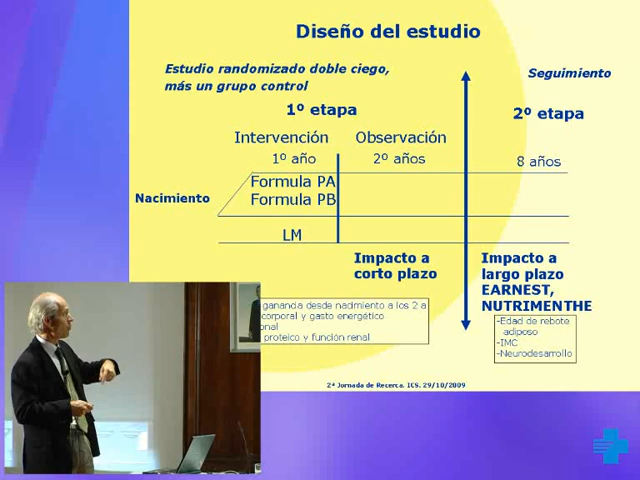 Diseño del estudio
Estudio randomizado doble ciego,
más un grupo control
Seguimiento
1º etapa
2º etapa
Intervención
Observación
1º año
2º años
8 años
Formula PA
Nacimiento
Formula PB
LM
Impacto a
corto plazo
Impacto a
largo plazo
EARNEST,
NUTRIMENTHE
ganancia desde nacimiento a los 2 a
corporal y gasto energético
onal
proteico y función renal
-Edad de rebote
adiposo
-IMC
-Neurodesarrollo
2ª Jornada de Recerca. ICS. 29/10/2009